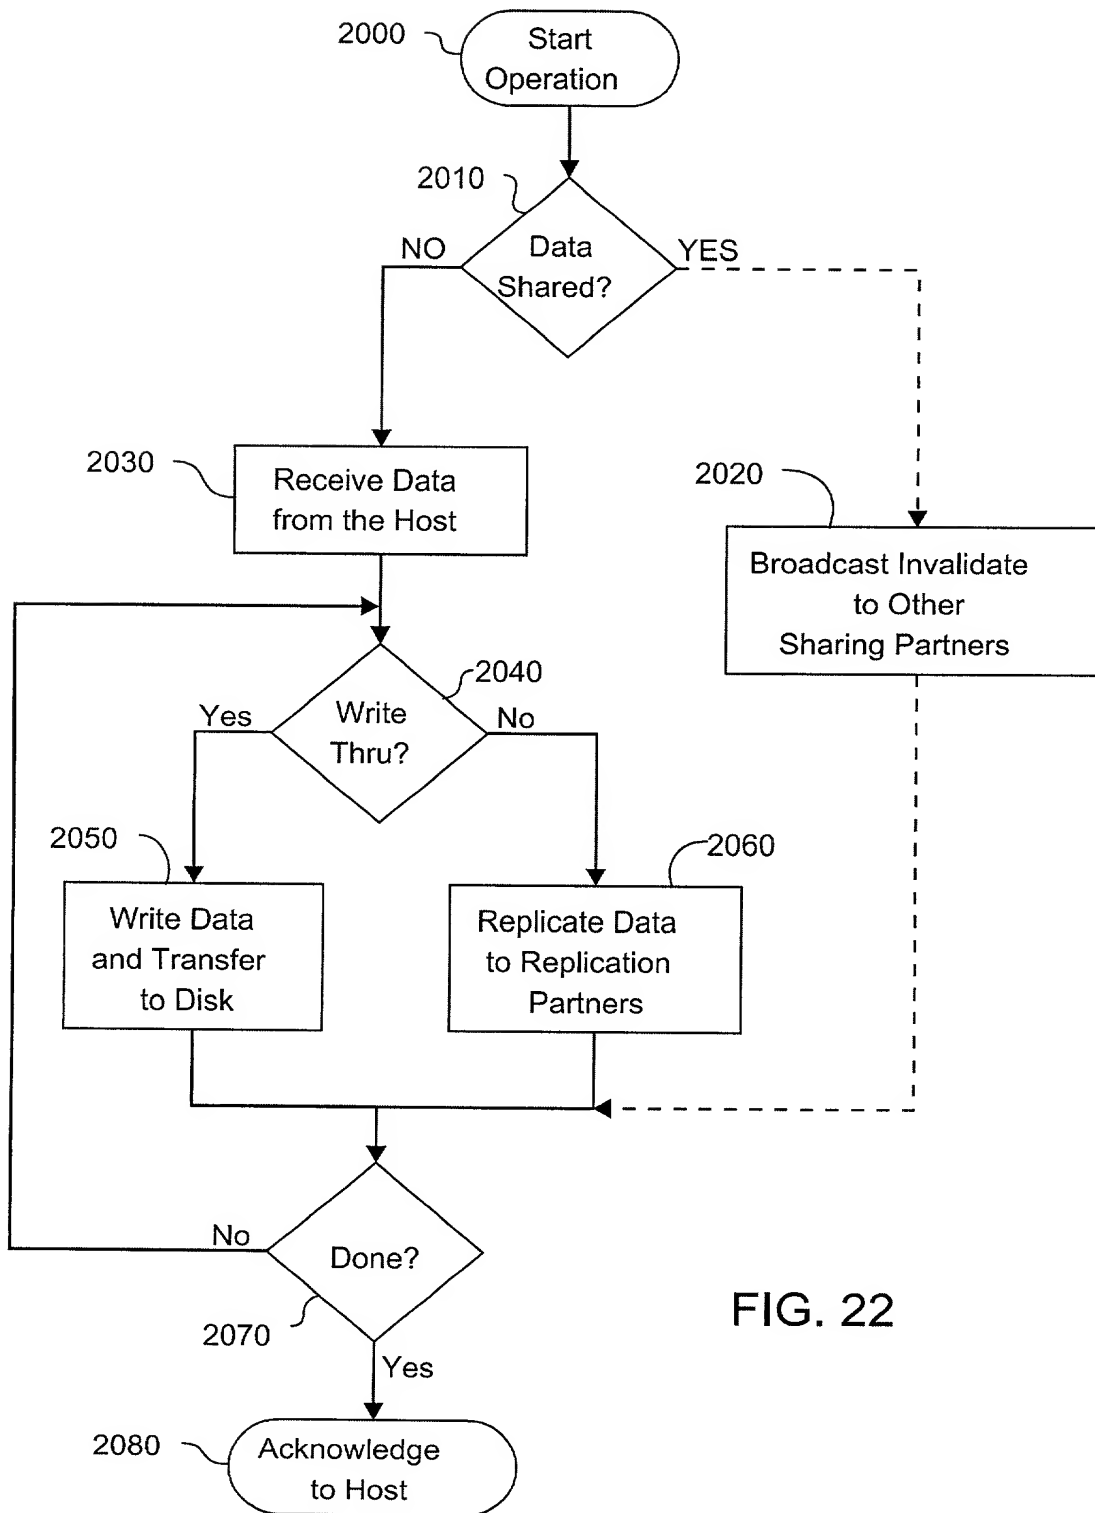 2000
Start
Operation
2010
NO
Data
Shared?
YES
2030
Receive Data
from the Host
2020
Broadcast Invalidate
to Other
Sharing Partners
2040
Yes
Write
Thru?
No
2050
Write Data
and Transfer
to Disk
2060
Replicate Data
to Replication
Partners
No
Done?
2070
Yes
FIG. 22
2080
Acknowledge
to Host